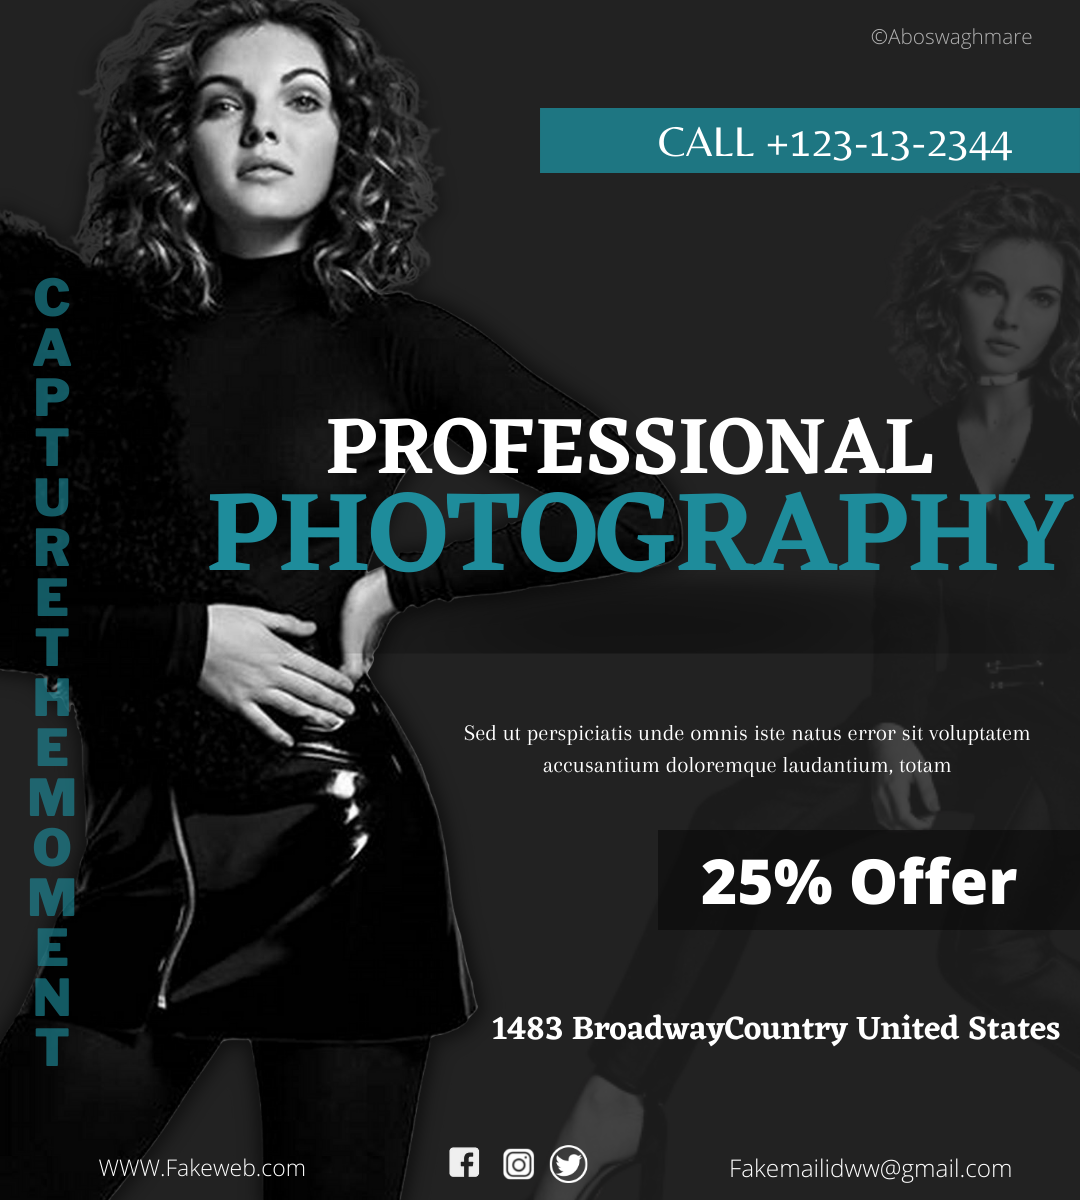 ©Aboswaghmare
CALL +123-13-2344
CAPTURETHEMOMENT
PROFESSIONAL
PHOTOGRAPHY
Sed ut perspiciatis unde omnis iste natus error sit voluptatem
accusantium doloremque laudantium, totam
25% Offer
1483 BroadwayCountry United States
WWW.Fakeweb.com
Fakemailidww@gmail.com